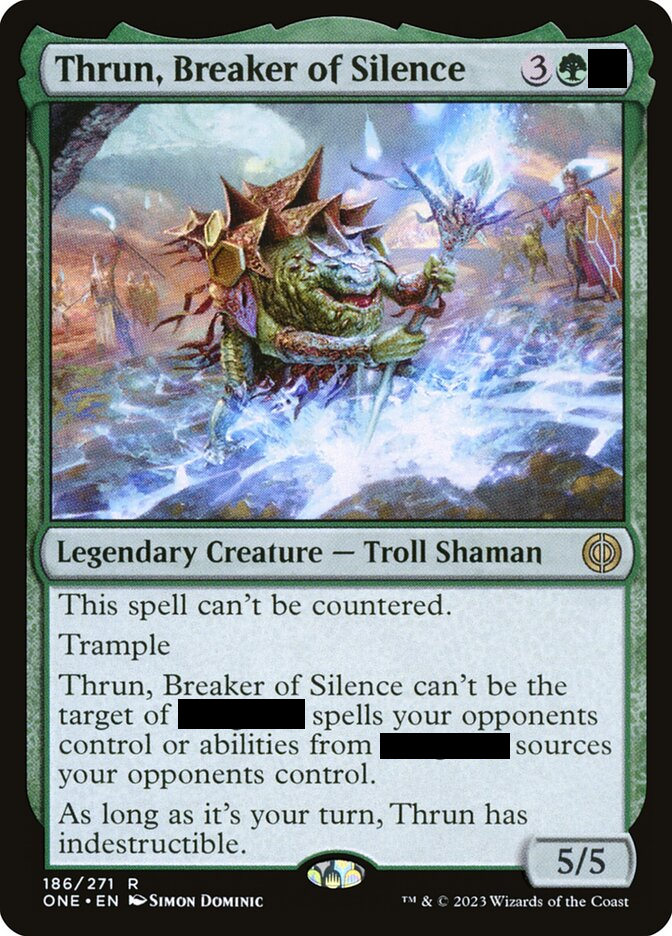 Thrun, Breaker of Silence 3
Legendary Creature — Troll Shaman
This spell can't be countered.
Trample
Thrun, Breaker of Silence can't be the
target of spells your opponents
control or abilities from sources
your opponents control.
As long as it's your turn, Thrun has
indestructible.
5/5
186/271 R
ONE • EN Simon Dominic
™ & © 2023 Wizards of the Coast